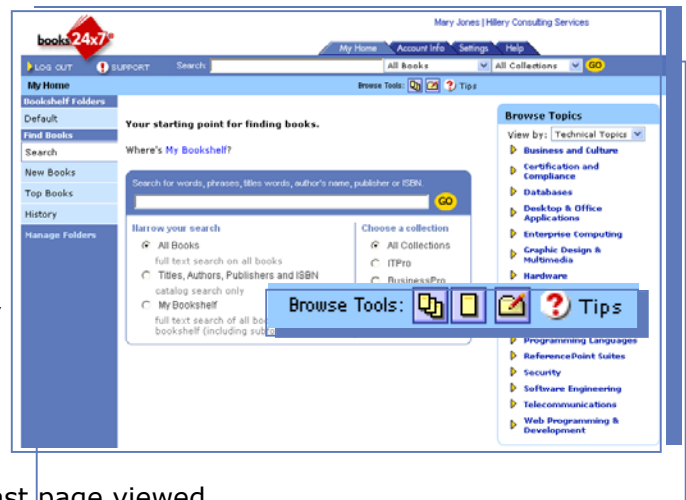 Mary Jones | Hillery Consulting Services
books24x7®
My Home Account Info Settings Help
LOG OUT SUPPORT Search: All Books All Collections GO
My Home Browse Tools: Tips
Bookshelf Folders
Default
Find Books
Search
New Books
Top Books
History
Manage Folders
Your starting point for finding books.
Where's My Bookshelf?
Search for words, phrases, titles words, author's name, publisher or ISBN.
GO
Narrow your search
All Books
full text search on all books
Titles, Authors, Publishers and ISBN
catalog search only
My Bookshelf
full text search of all
bookshelf (including
Choose a collection
All Collections
ITPro
BusinessPro
Browse Tools: Tips
Browse Topics
View by: Technical Topics
Business and Culture
Certification and
Compliance
Databases
Desktop & Office
Applications
Enterprise Computing
Graphic Design &
Multimedia
Hardware
Programming Languages
ReferencePoint Suites
Security
Software Engineering
Telecommunications
Web Programming &
Development
page viewed